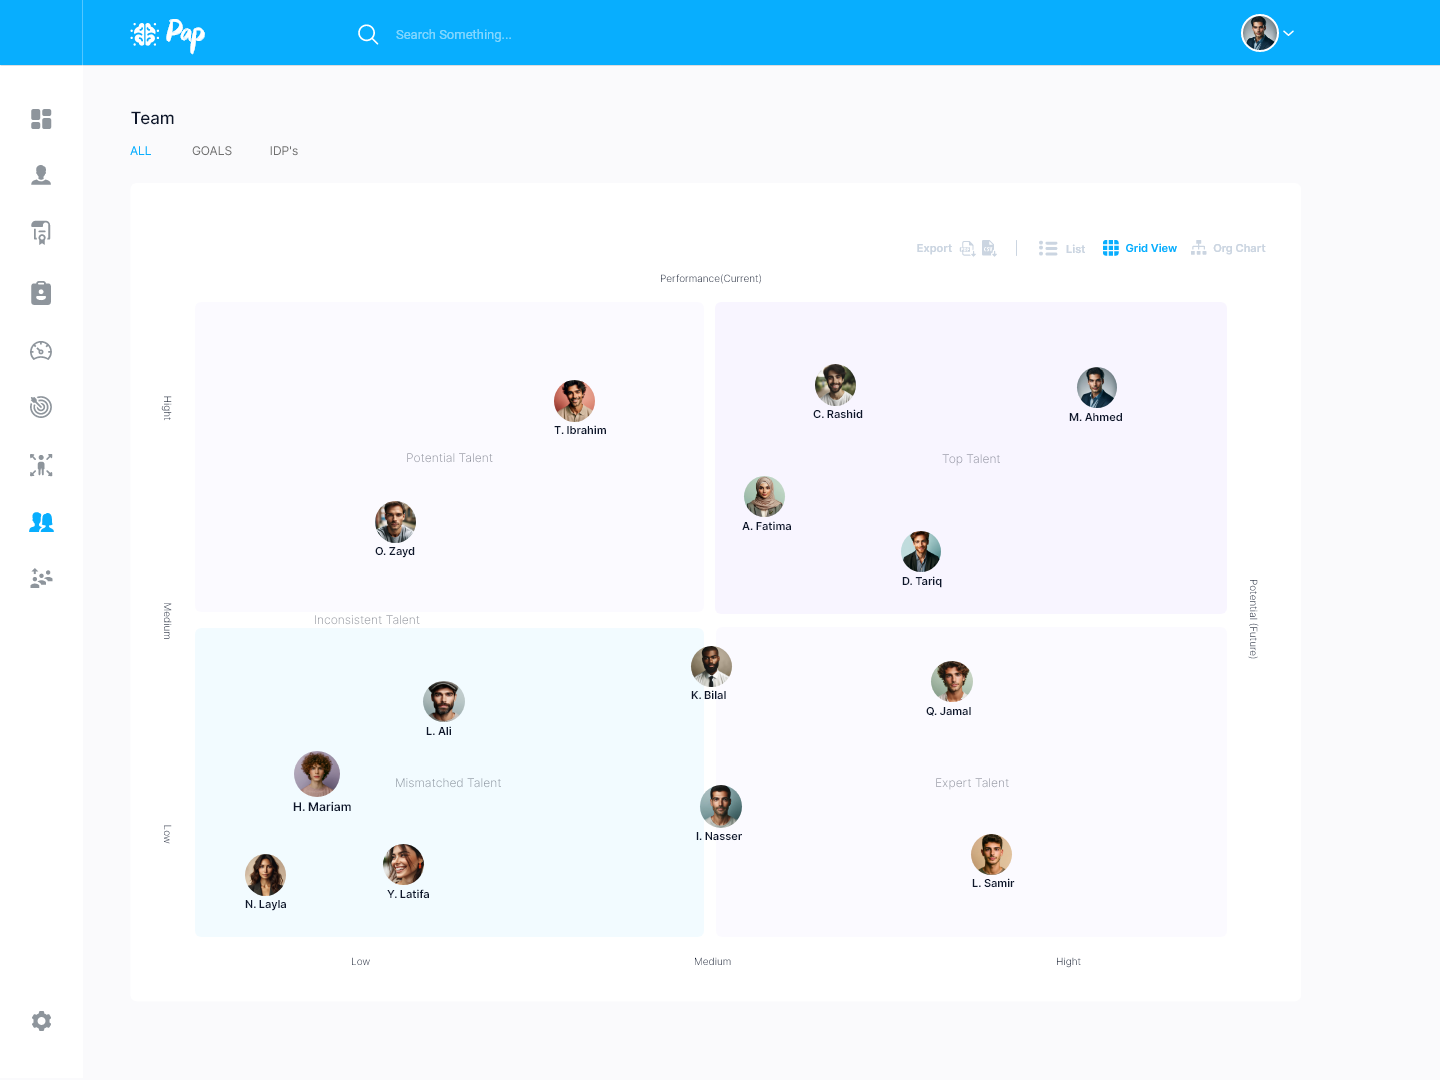 Pap
Search Something...
Team
ALL
GOALS
IDP's
Export
List
Grid View
Org Chart
Performance(Current)
Hight
Medium
Low
T. Ibrahim
Potential Talent
O. Zayd
C. Rashid
M. Ahmed
Top Talent
A. Fatima
D. Tariq
Inconsistent Talent
Potential (Future)
K. Bilal
L. Ali
Q. Jamal
H. Mariam
Mismatched Talent
Expert Talent
I. Nasser
N. Layla
Y. Latifa
L. Samir
Low
Medium
Hight